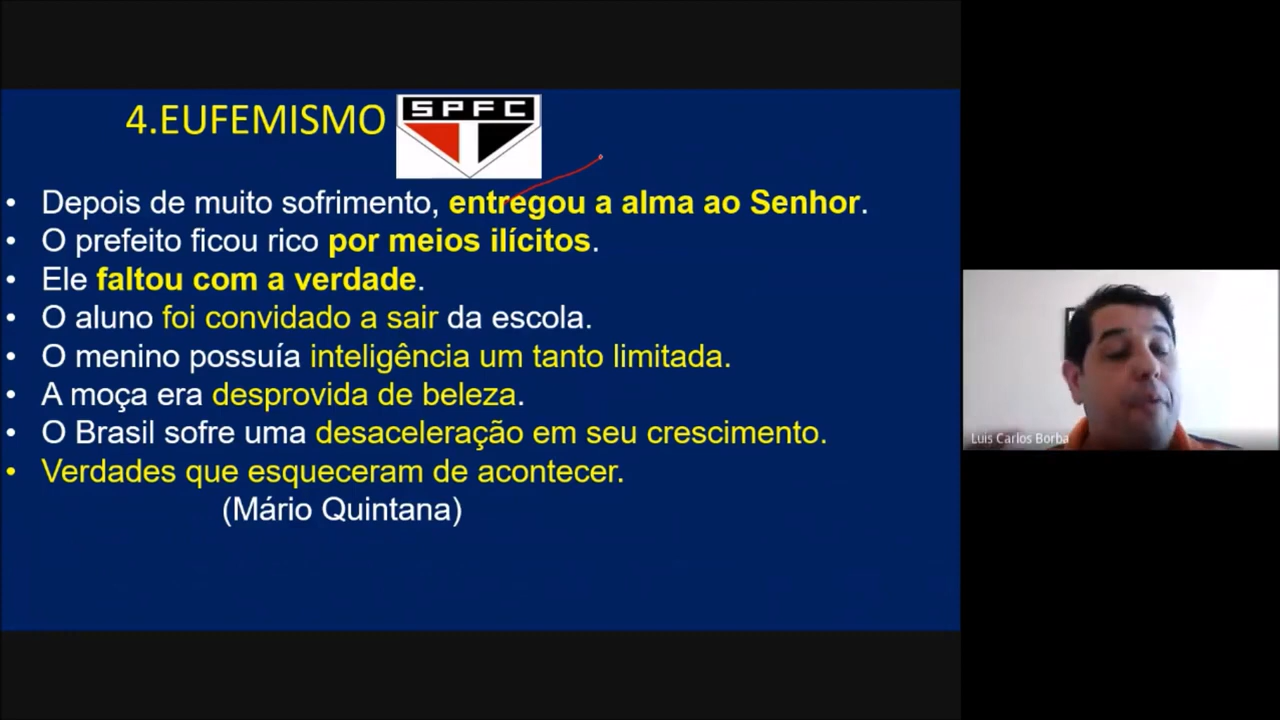 4.EUFEMISMO
SPFC
• Depois de muito sofrimento, entregou a alma ao Senhor.
• O prefeito ficou rico por meios ilícitos.
• Ele faltou com a verdade.
• O aluno foi convidado a sair da escola.
• O menino possuía inteligência um tanto limitada.
• A moça era desprovida de beleza.
• O Brasil sofre uma desaceleração em seu crescimento.
• Verdades que esqueceram de acontecer.
(Mário Quintana)
Luis Carlos Borba